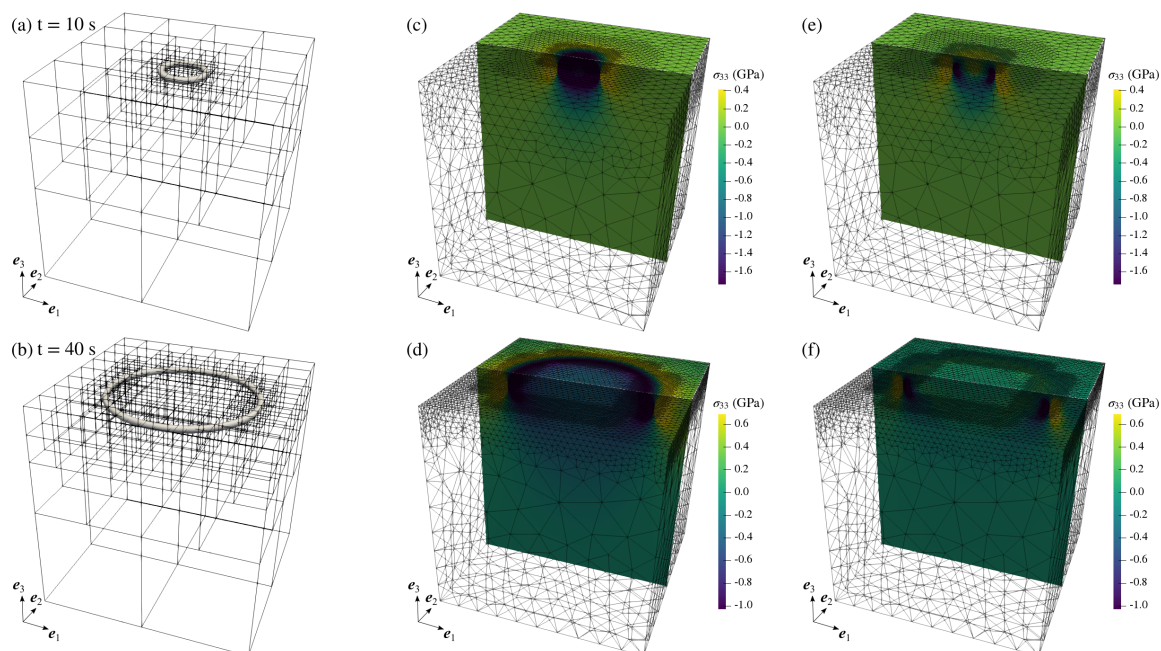 (a) t = 10 s
e3
e2
e1
(c)
σ33 (GPa)
0.4
0.2
0.0
-0.2
-0.4
-0.6
-0.8
-1.0
-1.2
-1.4
-1.6
e3
e2
e1
(e)
σ33 (GPa)
0.4
0.2
0.0
-0.2
-0.4
-0.6
-0.8
-1.0
-1.2
-1.4
-1.6
e3
e2
e1
(b) t = 40 s
e3
e2
e1
(d)
σ33 (GPa)
0.6
0.4
0.2
0.0
-0.2
-0.4
-0.6
-0.8
-1.0
e3
e2
e1
(f)
σ33 (GPa)
0.6
0.4
0.2
0.0
-0.2
-0.4
-0.6
-0.8
-1.0
e3
e2
e1